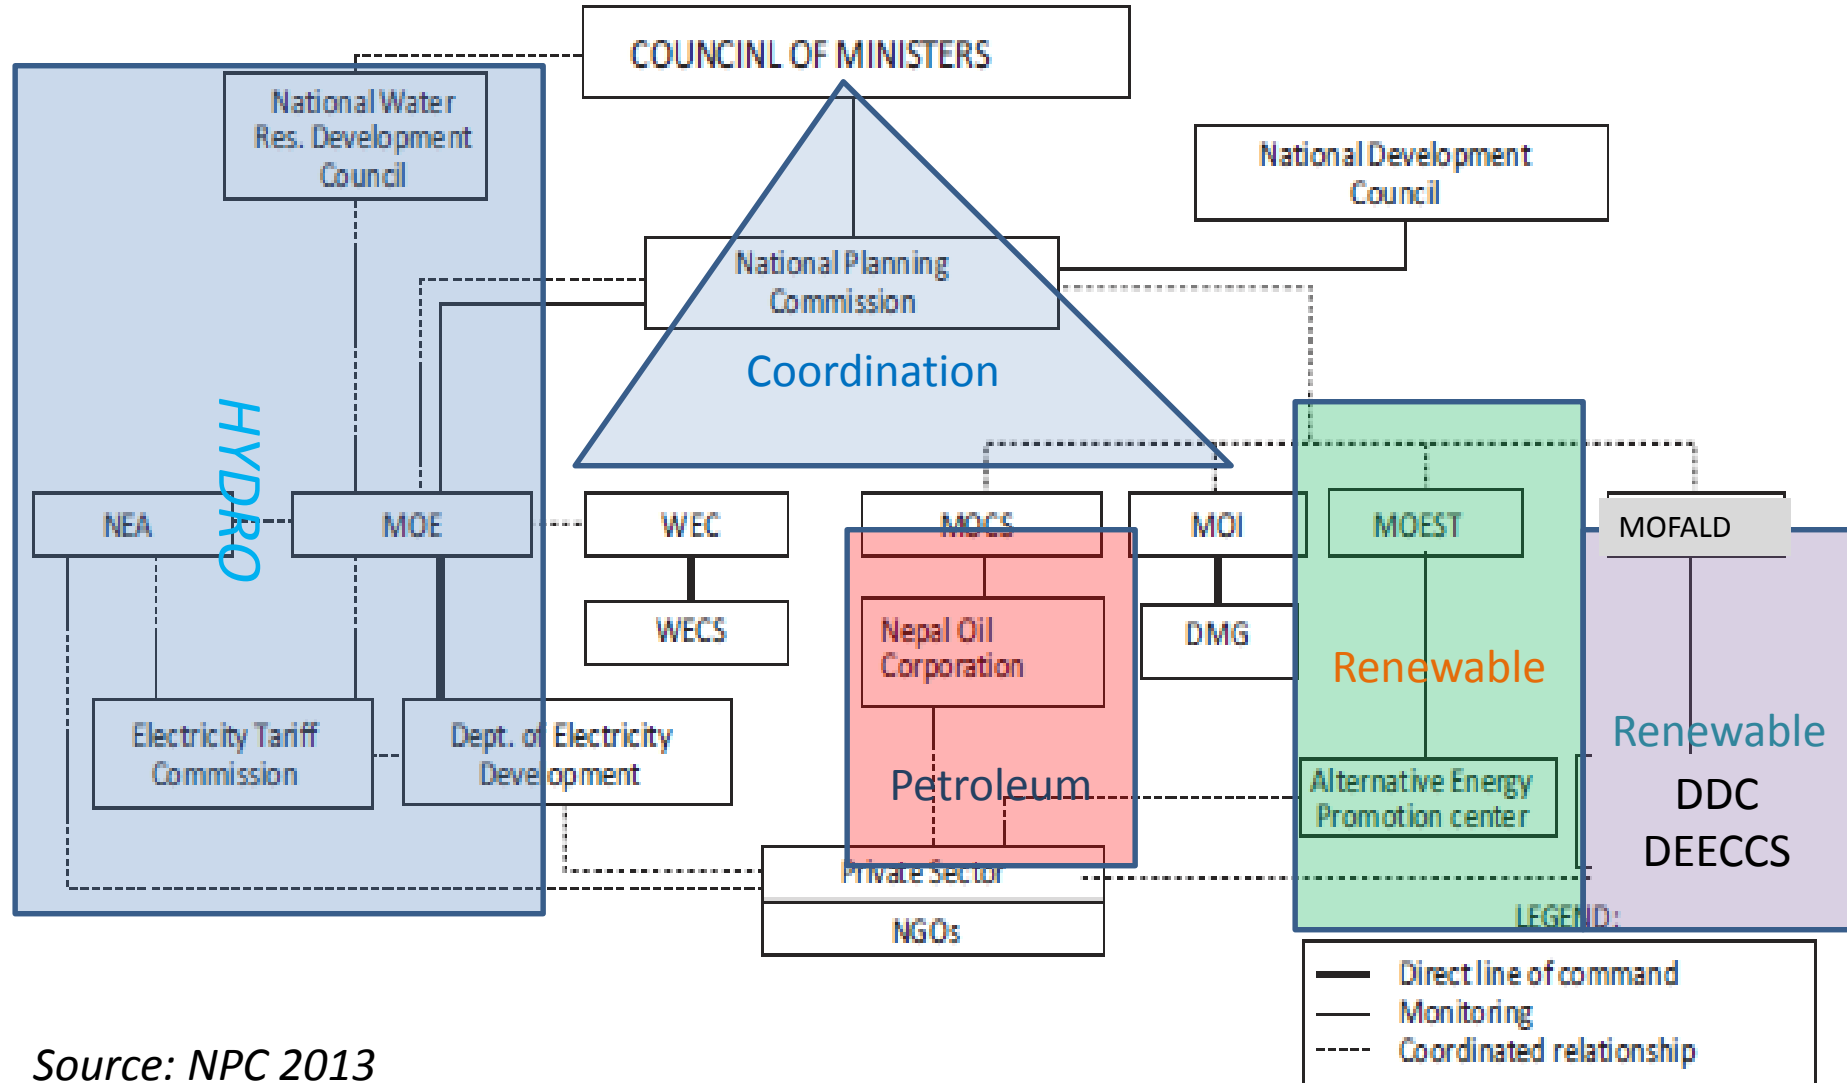 COUNCINL OF MINISTERS
National Water
Res. Development
Council
National Development
Council
National Planning
Commission
Coordination
HYDRO
NEA
MOE
WEC
MOCS
MOI
MOEST
MOFALD
WECS
Nepal Oil
Corporation
DMG
Renewable
Electricity Tariff
Commission
Dept. of Electricity
Development
Petroleum
Alternative Energy
Promotion center
Renewable
DDC
DEECCS
Private Sector
NGOs
LEGEND:
Direct line of command
Monitoring
Coordinated relationship
Source: NPC 2013